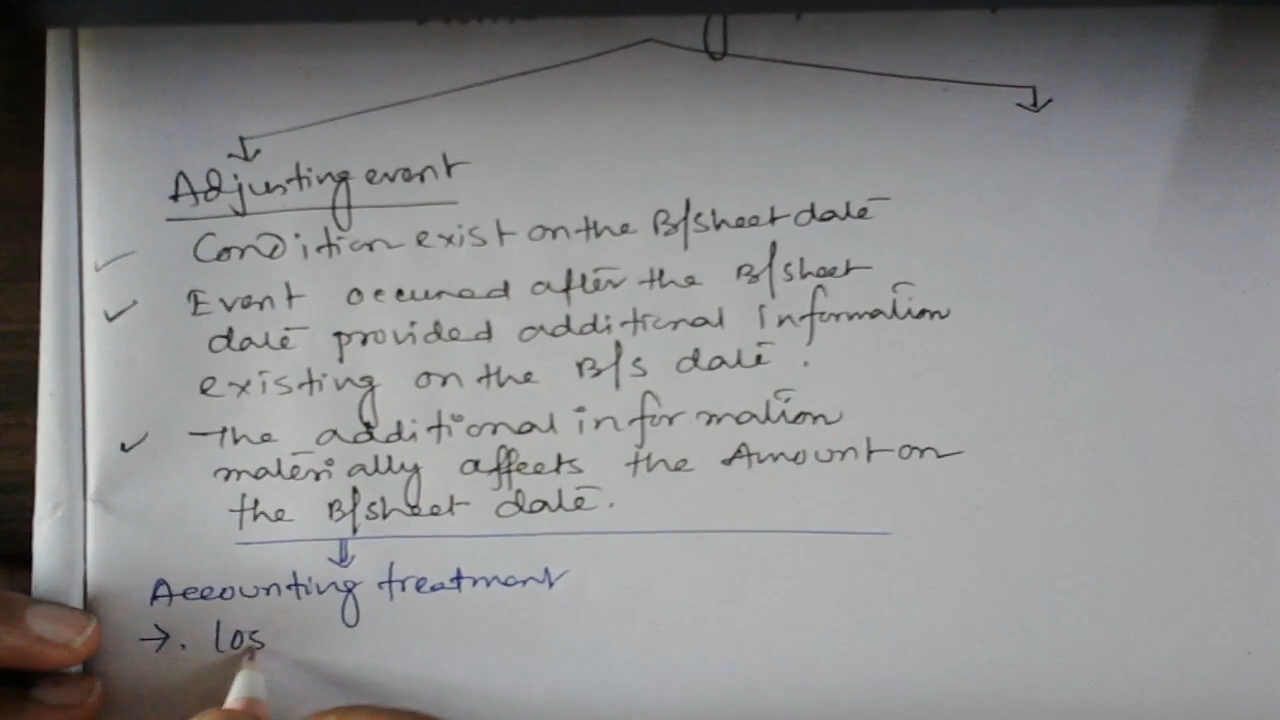 Adjusting event
Condition exist on the B/sheet date
Event occured after the B/sheet
date provided additional information
existing on the B/s date.
The additional information
materially affects the Amount on
the B/sheet date.
Accounting treatment
→. los